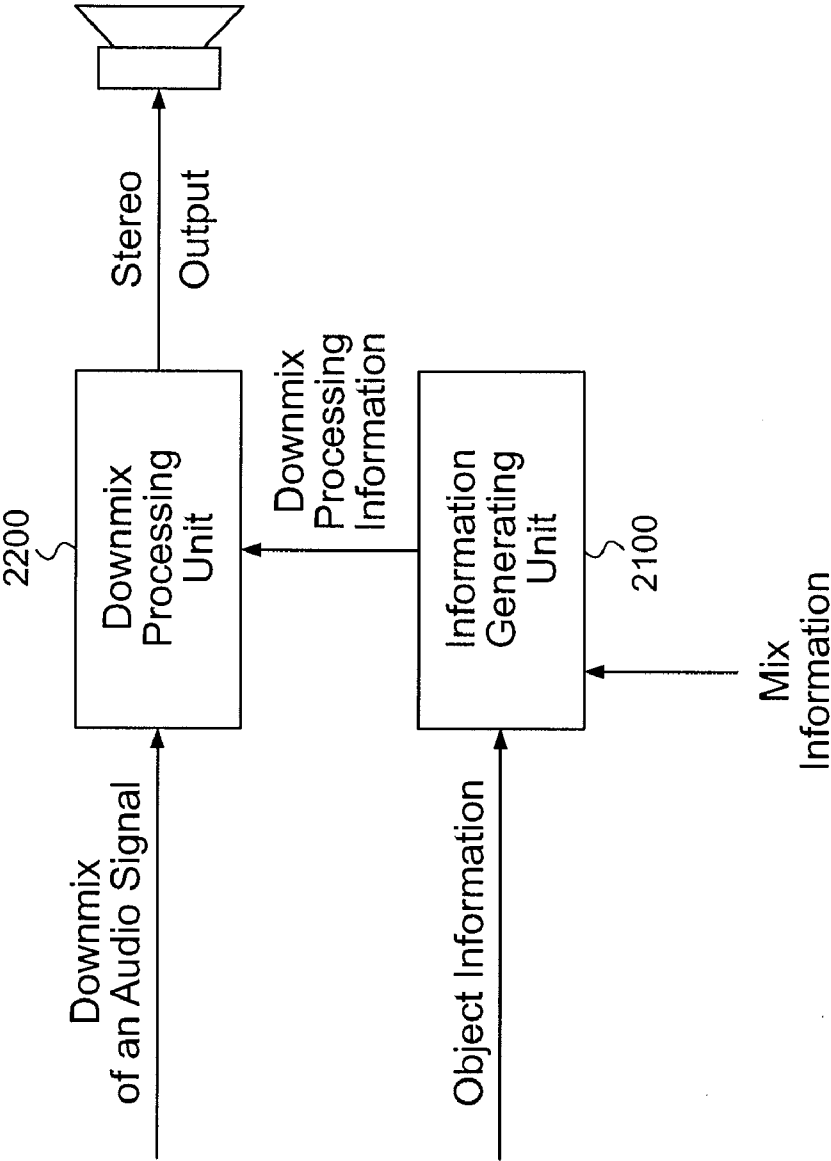 Downmix
of an Audio Signal
2200
Downmix
Processing
Unit
Stereo
Output
Downmix
Processing
Information
Object Information
Information
Generating
Unit
2100
Mix
Information